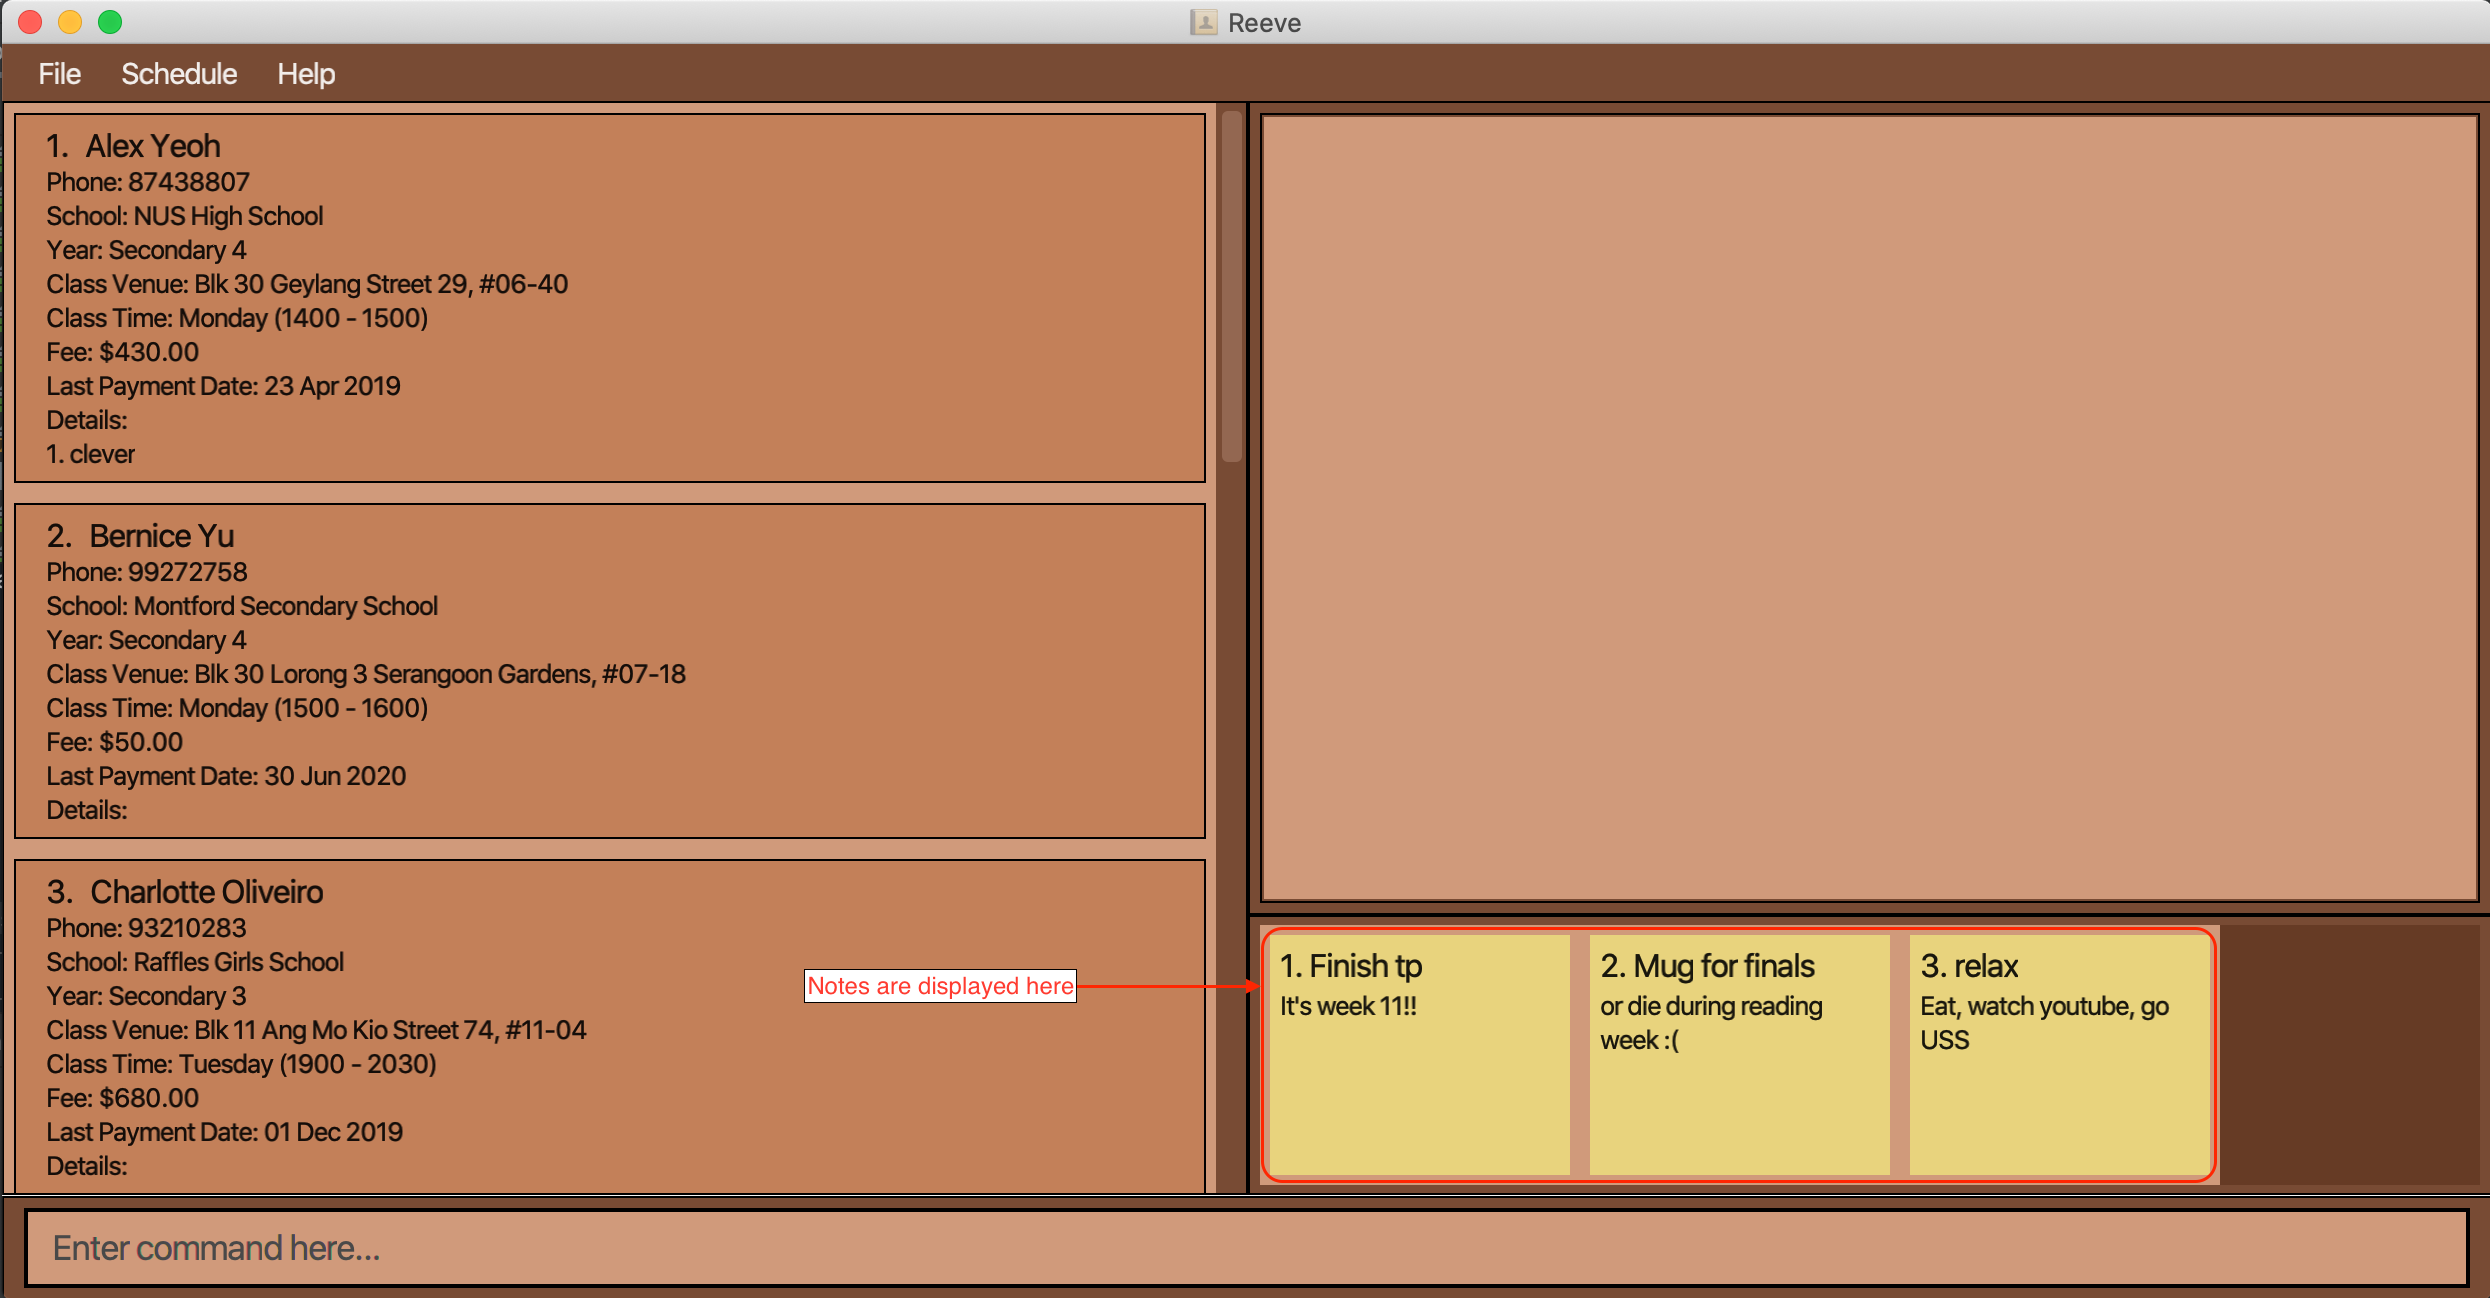 Reeve
File Schedule Help
1. Alex Yeoh
Phone: 87438807
School: NUS High School
Year: Secondary 4
Class Venue: Blk 30 Geylang Street 29, #06-40
Class Time: Monday (1400 - 1500)
Fee: $430.00
Last Payment Date: 23 Apr 2019
Details:
1. clever
2. Bernice Yu
Phone: 99272758
School: Montford Secondary School
Year: Secondary 4
Class Venue: Blk 30 Lorong 3 Serangoon Gardens, #07-18
Class Time: Monday (1500 - 1600)
Fee: $50.00
Last Payment Date: 30 Jun 2020
Details:
3. Charlotte Oliveiro
Phone: 93210283
School: Raffles Girls School
Year: Secondary 3
Class Venue: Blk 11 Ang Mo Kio Street 74, #11-04
Class Time: Tuesday (1900 - 2030)
Fee: $680.00
Last Payment Date: 01 Dec 2019
Details:
Notes are displayed here
1. Finish tp
It's week 11!!
2. Mug for finals
or die during reading
week :(
3. relax
Eat, watch youtube, go
USS
Enter command here...